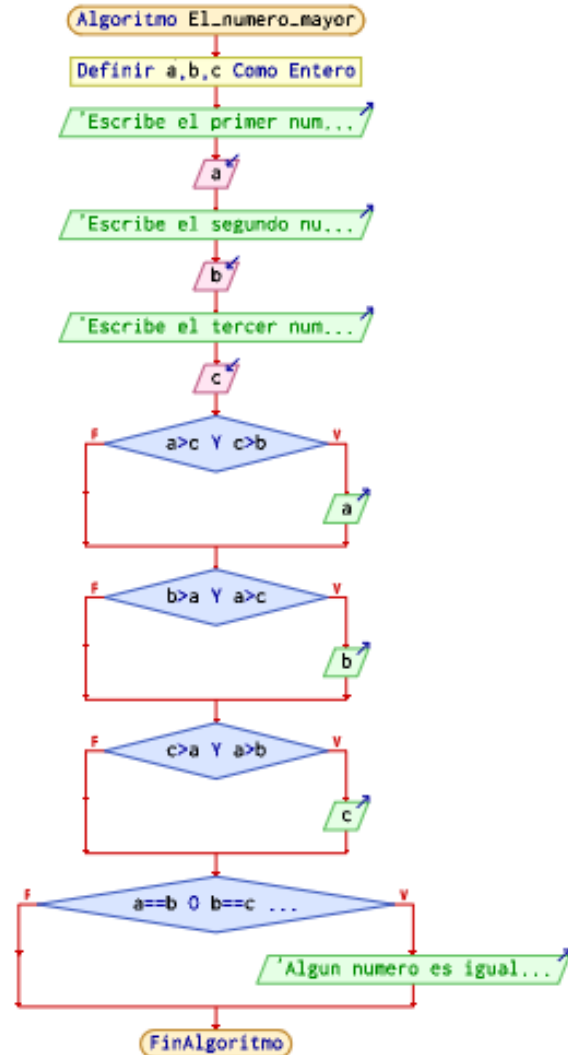 Algoritmo El_numero_mayor
Definir a,b,c Como Entero
'Escribe el primer num...
a
'Escribe el segundo nu...
b
'Escribe el tercer num...
c
F a>c Y c>b V
a
F b>a Y a>c V
b
F c>a Y a>b V
c
F a==b O b==c ... V
'Algun numero es igual...
FinAlgoritmo